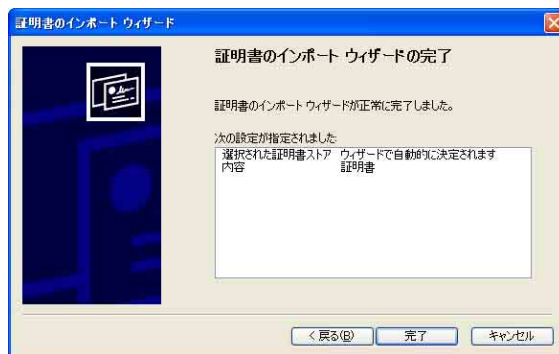 証明書のインポート ウィザード
証明書のインポート ウィザードの完了
証明書のインポート ウィザードが正常に完了しました。
次の設定が指定されました
選択された証明書ストア ウィザードで自動的に決定されます
内容 証明書
< 戻る(B) 完了 キャンセル